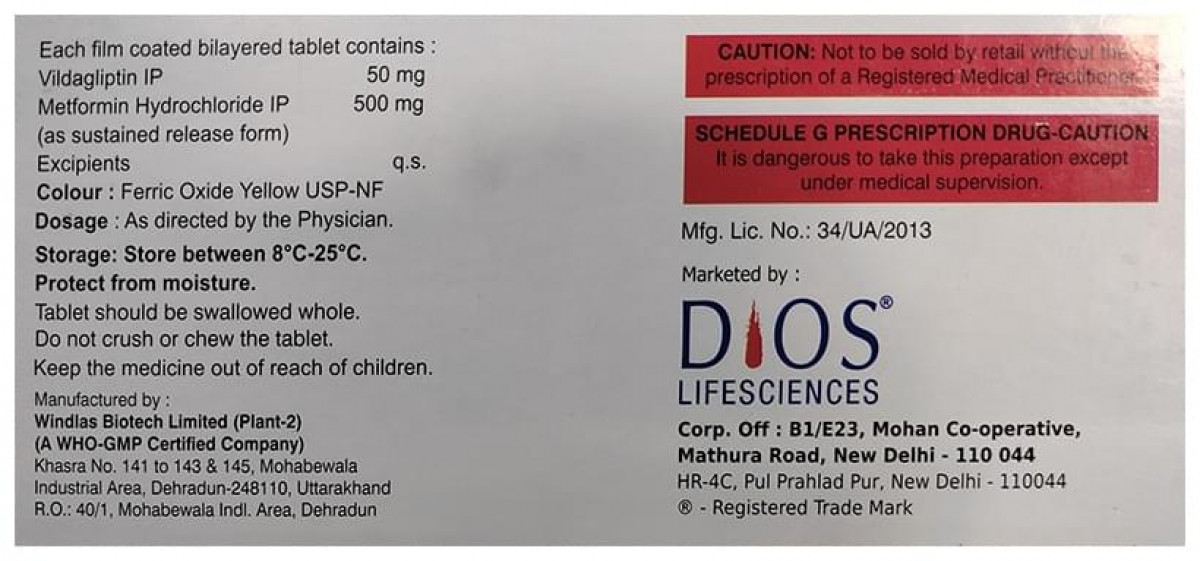 Each film coated bilayered tablet contains :
Vildagliptin IP 50 mg
Metformin Hydrochloride IP 500 mg
(as sustained release form)
Excipients q.s.
Colour : Ferric Oxide Yellow USP-NF
Dosage : As directed by the Physician.
Storage: Store between 8°C-25°C.
Protect from moisture.
Tablet should be swallowed whole.
Do not crush or chew the tablet.
Keep the medicine out of reach of children.
Manufactured by :
Windlas Biotech Limited (Plant-2)
(A WHO-GMP Certified Company)
Khasra No. 141 to 143 & 145, Mohabewala
Industrial Area, Dehradun-248110, Uttarakhand
R.O.: 40/1, Mohabewala Indl. Area, Dehradun
CAUTION: Not to be sold by retail without the
prescription of a Registered Medical Practitioner.
SCHEDULE G PRESCRIPTION DRUG-CAUTION
It is dangerous to take this preparation except
under medical supervision.
Mfg. Lic. No.: 34/UA/2013
Marketed by :
DIOS®
LIFESCIENCES
Corp. Off : B1/E23, Mohan Co-operative,
Mathura Road, New Delhi - 110 044
HR-4C, Pul Prahlad Pur, New Delhi - 110044
® - Registered Trade Mark